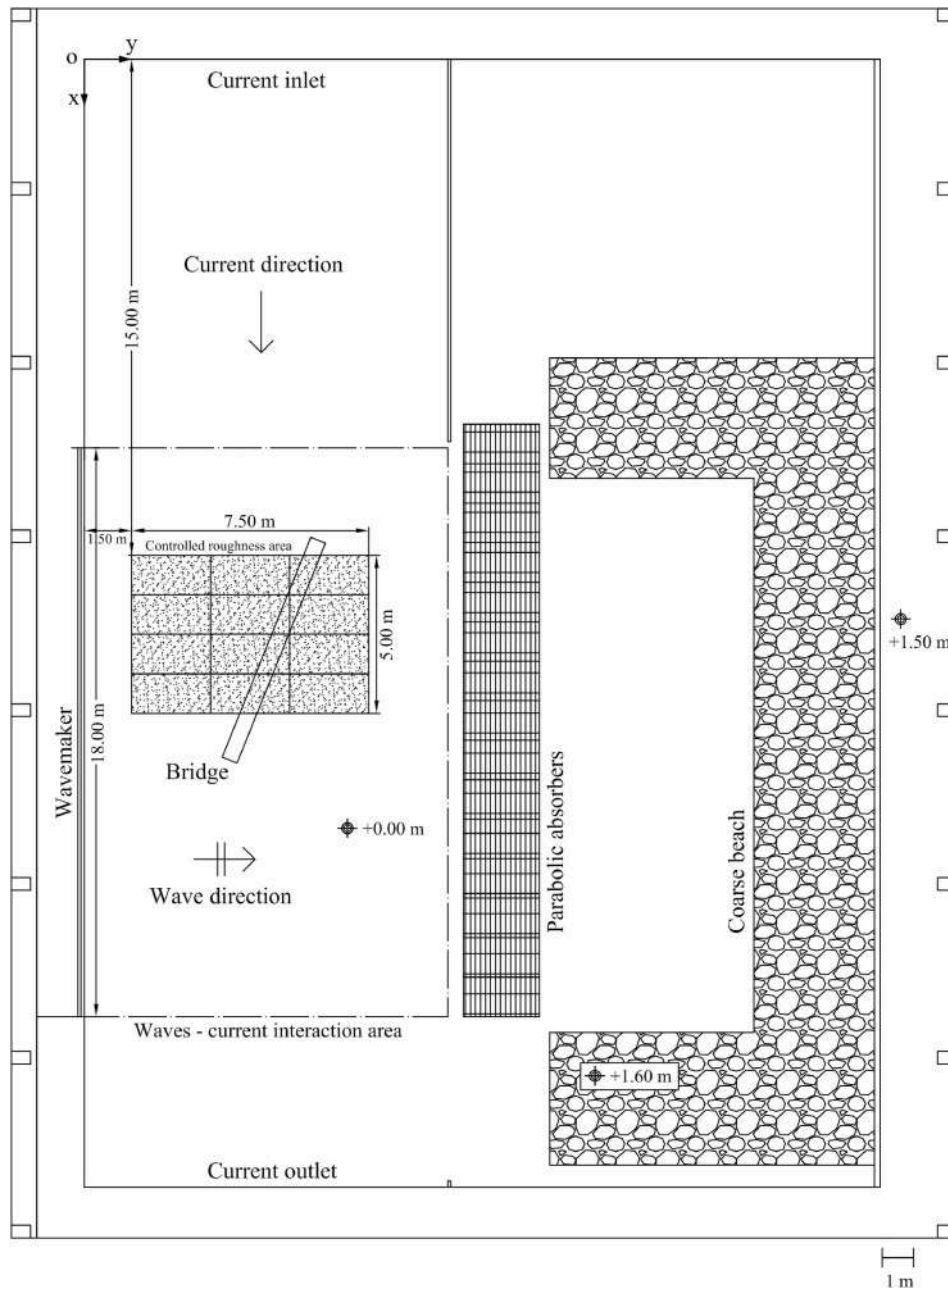 o
y
x
Current inlet
Current direction
15.00 m
7.50 m
1.50 m
Controlled roughness area
5.00 m
+1.50 m
Wavemaker
18.00 m
Bridge
+0.00 m
Parabolic absorbers
Coarse beach
Wave direction
Waves - current interaction area
+1.60 m
Current outlet
1 m